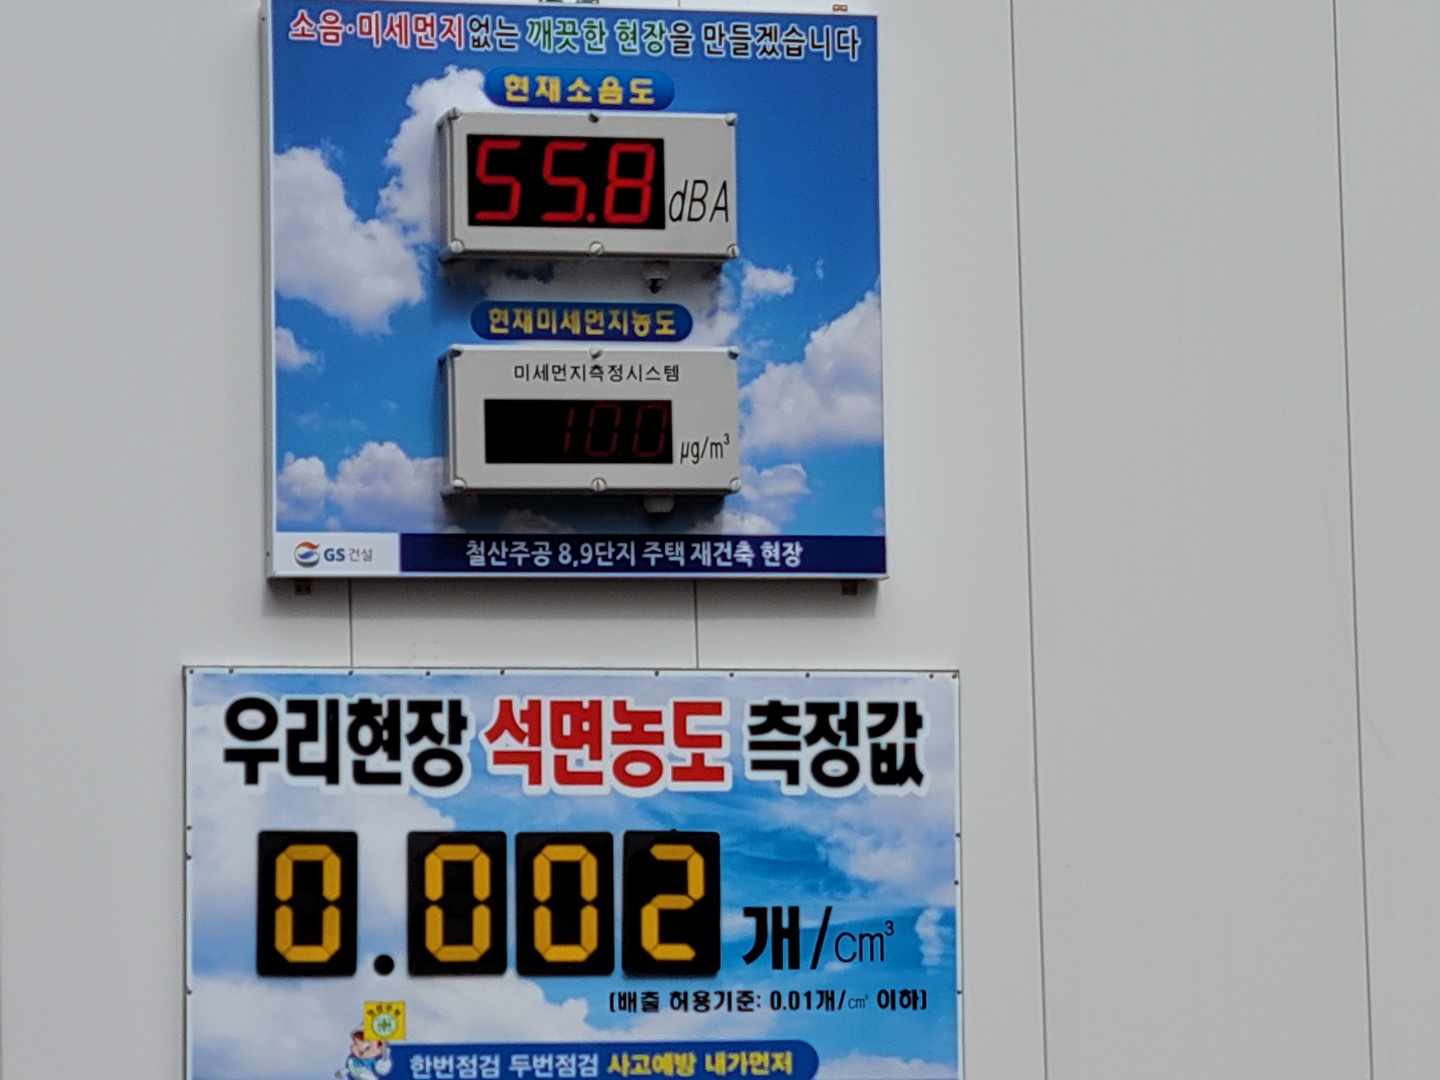 소음·미세먼지없는 깨끗한 현장을 만들겠습니다
현재소음도
55.8 dBA
현재미세먼지농도
미세먼지측정시스템
10.0 µg/m³
GS건설 철산주공 8,9단지 주택 재건축 현장
우리현장 석면농도 측정값
0.002 개/cm³
(배출 허용기준: 0.01개/cm³ 이하)
한번점검 두번점검 사고예방 내가먼저